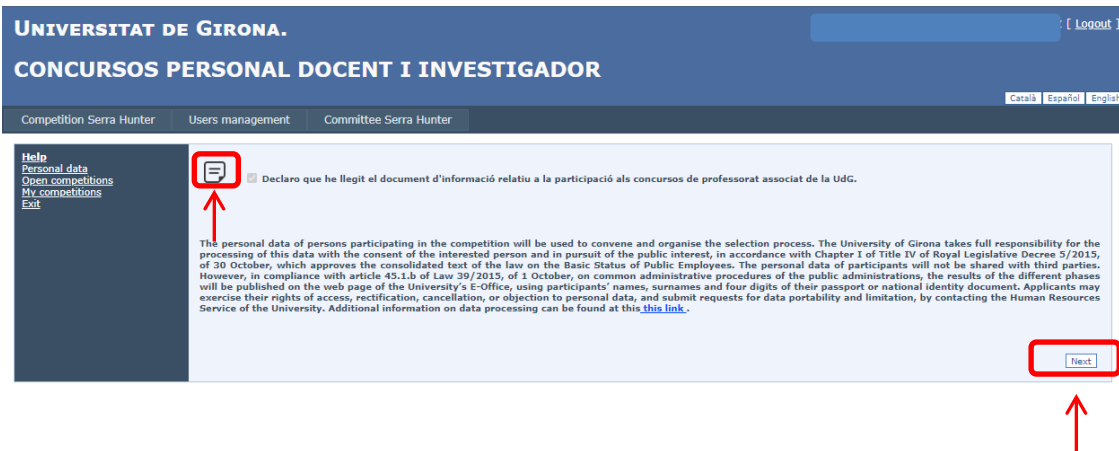 UNIVERSITAT DE GIRONA.
: [ Logout ]
CONCURSOS PERSONAL DOCENT I INVESTIGADOR
Català Español English
Competition Serra Hunter Users management Committee Serra Hunter
Help
Personal data
Open competitions
My competitions
Exit
Declaro que he llegit el document d'informació relatiu a la participació als concursos de professorat associat de la UdG.
The personal data of persons participating in the competition will be used to convene and organise the selection process. The University of Girona takes full responsibility for the
processing of this data with the consent of the interested person and in pursuit of the public interest, in accordance with Chapter I of Title IV of Royal Legislative Decree 5/2015,
of 30 October, which approves the consolidated text of the law on the Basic Status of Public Employees. The personal data of participants will not be shared with third parties.
However, in compliance with article 45.1.b of Law 39/2015, of 1 October, on common administrative procedures of the public administrations, the results of the different phases
will be published on the web page of the University's E-Office, using participants' names, surnames and four digits of their passport or national identity document. Applicants may
exercise their rights of access, rectification, cancellation, or objection to personal data, and submit requests for data portability and limitation, by contacting the Human Resources
Service of the University. Additional information on data processing can be found at this this link .
Next